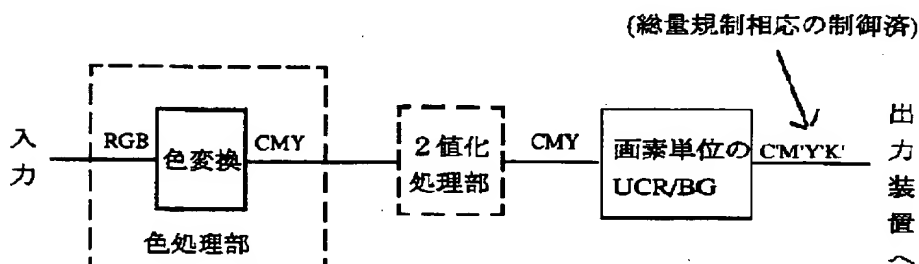 (総量規制相応の制御済)
入力
RGB
色変換
CMY
色処理部
2値化
処理部
CMY
画素単位の
UCR/BG
C'M'Y'K'
出力装置へ